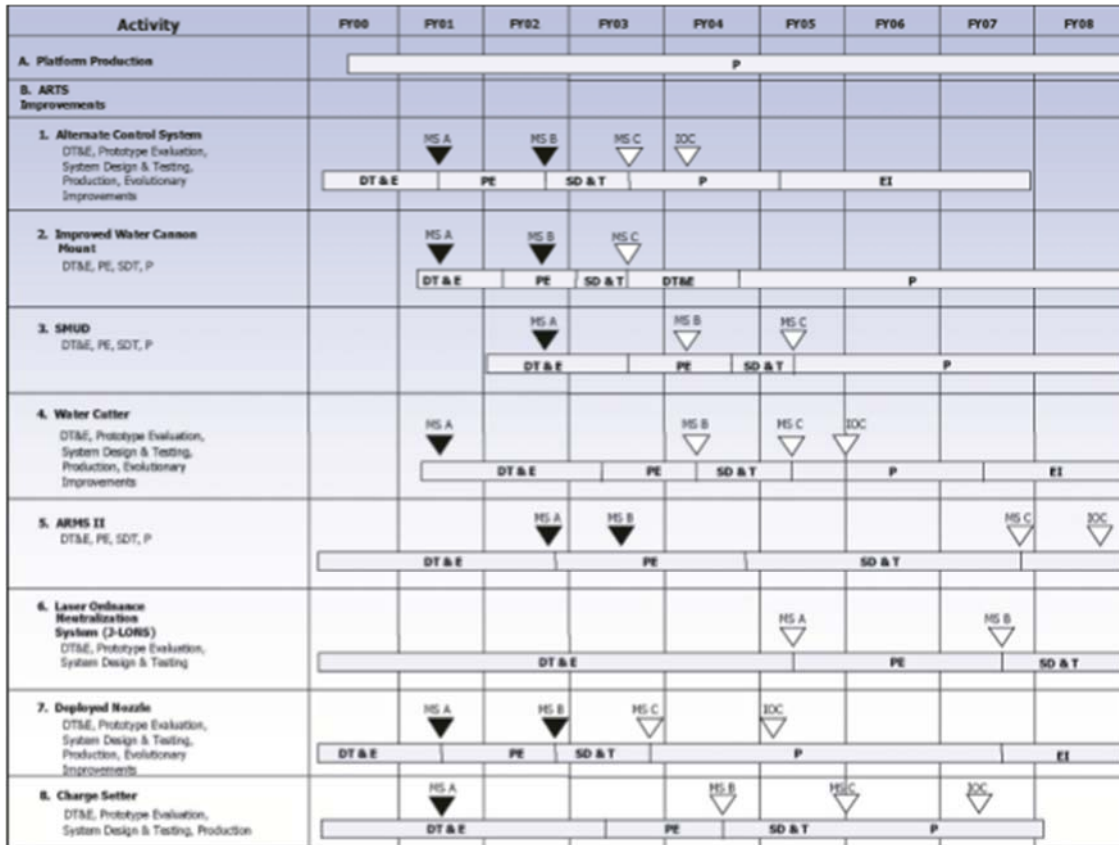 Activity FY00 FY01 FY02 FY03 FY04 FY05 FY06 FY07 FY08
A. Platform Production
P
B. ARTS
Improvements
1. Alternate Control System
DT&E, Prototype Evaluation,
System Design & Testing,
Production, Evolutionary
Improvements
MS A MS B MS C IOC
DT & E PE SD & T P EI
2. Improved Water Cannon
Mount
DT&E, PE, SDT, P
MS A MS B MS C
DT & E PE SD & T DT&E P
3. SMUD
DT&E, PE, SDT, P
MS A MS B MS C
DT & E PE SD & T P
4. Water Cutter
DT&E, Prototype Evaluation,
System Design & Testing,
Production, Evolutionary
Improvements
MS A MS B MS C IOC
DT & E PE SD & T P EI
5. ARMS II
DT&E, PE, SDT, P
MS A MS B MS C IOC
DT & E PE SD & T
6. Laser Ordnance
Neutralization
System (J-LONS)
DT&E, Prototype Evaluation,
System Design & Testing
MS A MS B
DT & E PE SD & T
7. Deployed Nozzle
DT&E, Prototype Evaluation,
System Design & Testing,
Production, Evolutionary
Improvements
MS A MS B MS C IOC
DT & E PE SD & T P EI
8. Charge Setter
DT&E, Prototype Evaluation,
System Design & Testing, Production
MS A MS B MS C IOC
DT & E PE SD & T P